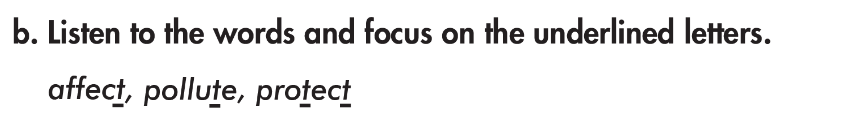 b. Listen to the words and focus on the underlined letters.
affect, pollute, protect